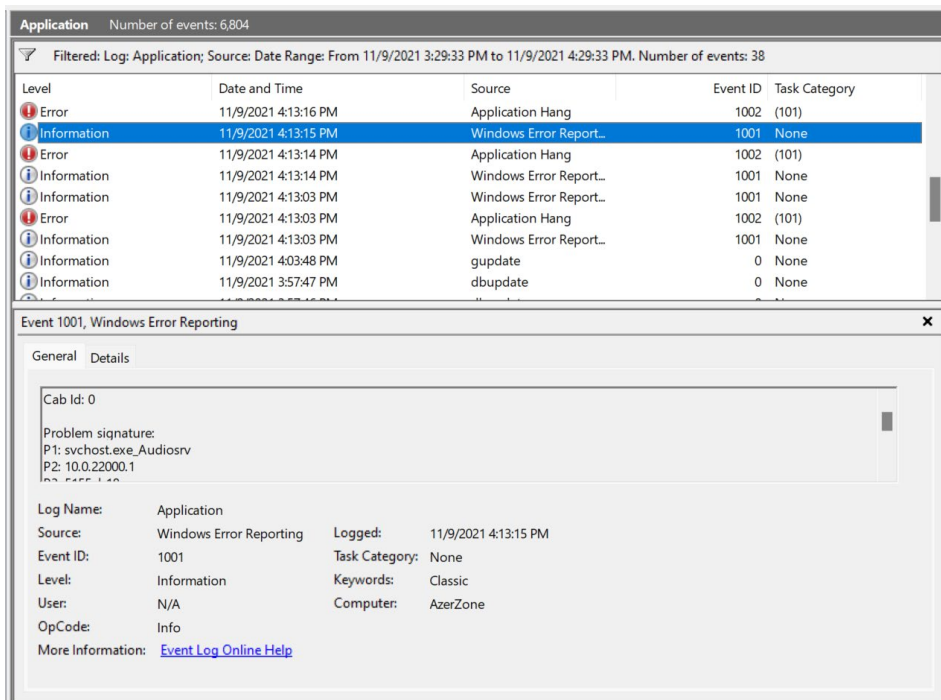 Application Number of events: 6,804
Filtered: Log: Application; Source: Date Range: From 11/9/2021 3:29:33 PM to 11/9/2021 4:29:33 PM. Number of events: 38
Level Date and Time Source Event ID Task Category
Error 11/9/2021 4:13:16 PM Application Hang 1002 (101)
Information 11/9/2021 4:13:15 PM Windows Error Report... 1001 None
Error 11/9/2021 4:13:14 PM Application Hang 1002 (101)
Information 11/9/2021 4:13:14 PM Windows Error Report... 1001 None
Information 11/9/2021 4:13:03 PM Windows Error Report... 1001 None
Error 11/9/2021 4:13:03 PM Application Hang 1002 (101)
Information 11/9/2021 4:13:03 PM Windows Error Report... 1001 None
Information 11/9/2021 4:03:48 PM gupdate 0 None
Information 11/9/2021 3:57:47 PM dbupdate 0 None
Event 1001, Windows Error Reporting
General Details
Cab Id: 0
Problem signature:
P1: svchost.exe_Audiosrv
P2: 10.0.22000.1
Log Name: Application
Source: Windows Error Reporting Logged: 11/9/2021 4:13:15 PM
Event ID: 1001 Task Category: None
Level: Information Keywords: Classic
User: N/A Computer: AzerZone
OpCode: Info
More Information: Event Log Online Help